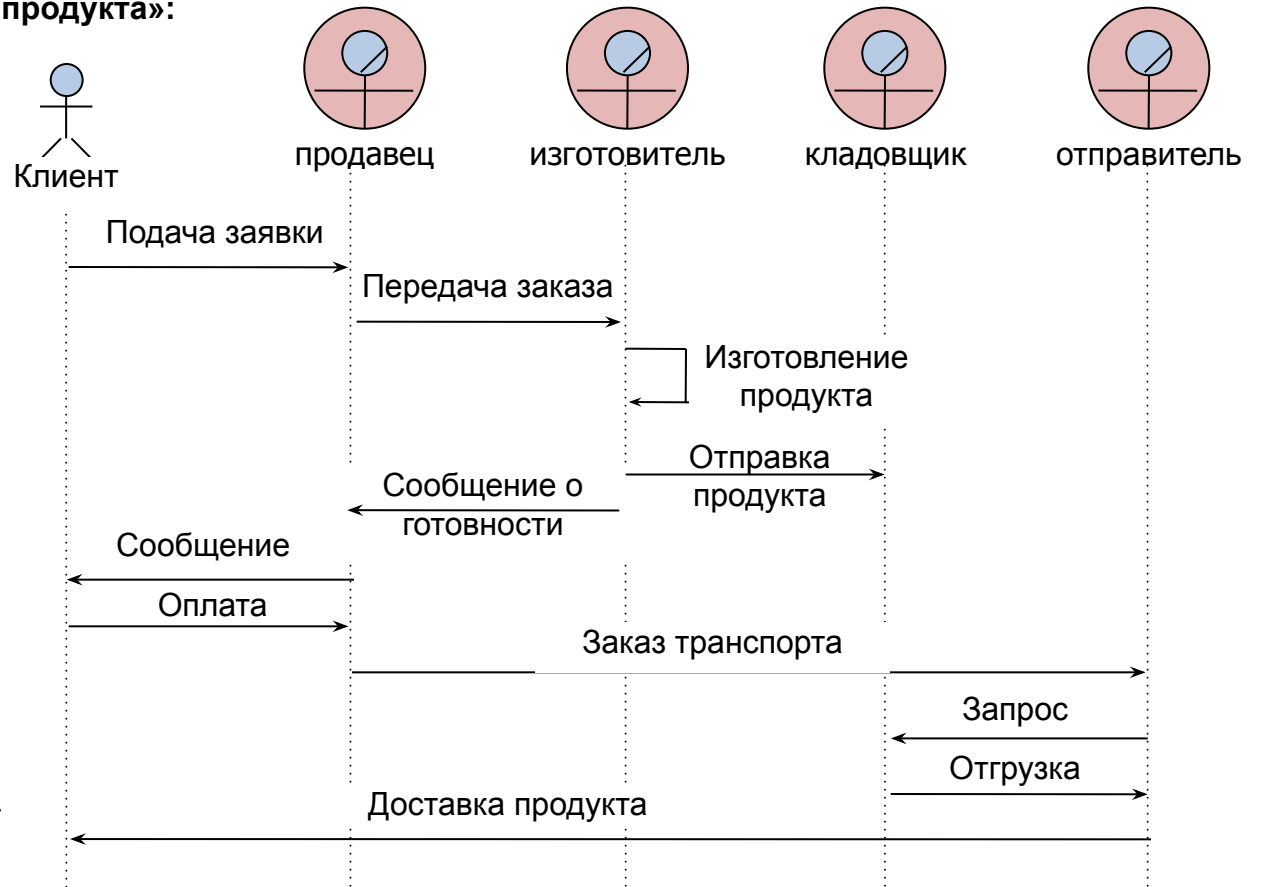 продукта»:
Клиент
продавец
изготовитель
кладовщик
отправитель
Подача заявки
Передача заказа
Изготовление
продукта
Отправка
продукта
Сообщение о
готовности
Сообщение
Оплата
Заказ транспорта
Запрос
Отгрузка
Доставка продукта